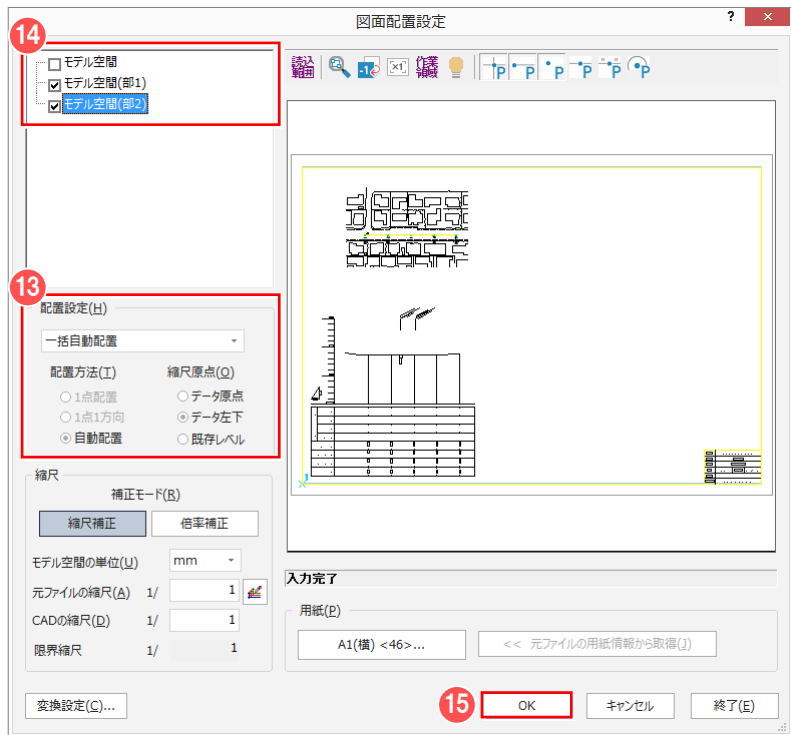 図面配置設定
? ×
14
モデル空間
モデル空間(部1)
モデル空間(部2)
読込範囲 -1 ×1 作業領域 P P P P P P
1
13
配置設定(H)
一括自動配置
配置方法(T) 縮尺原点(O)
1点配置 データ原点
1点1方向 データ左下
自動配置 既存レベル
縮尺
補正モード(R)
縮尺補正 倍率補正
モデル空間の単位(U) mm
元ファイルの縮尺(A) 1/ 1
CADの縮尺(D) 1/ 1
限界縮尺 1/ 1
入力完了
用紙(P)
A1(横) <46>... << 元ファイルの用紙情報から取得(J)
変換設定(C)...
15
OK キャンセル 終了(E)